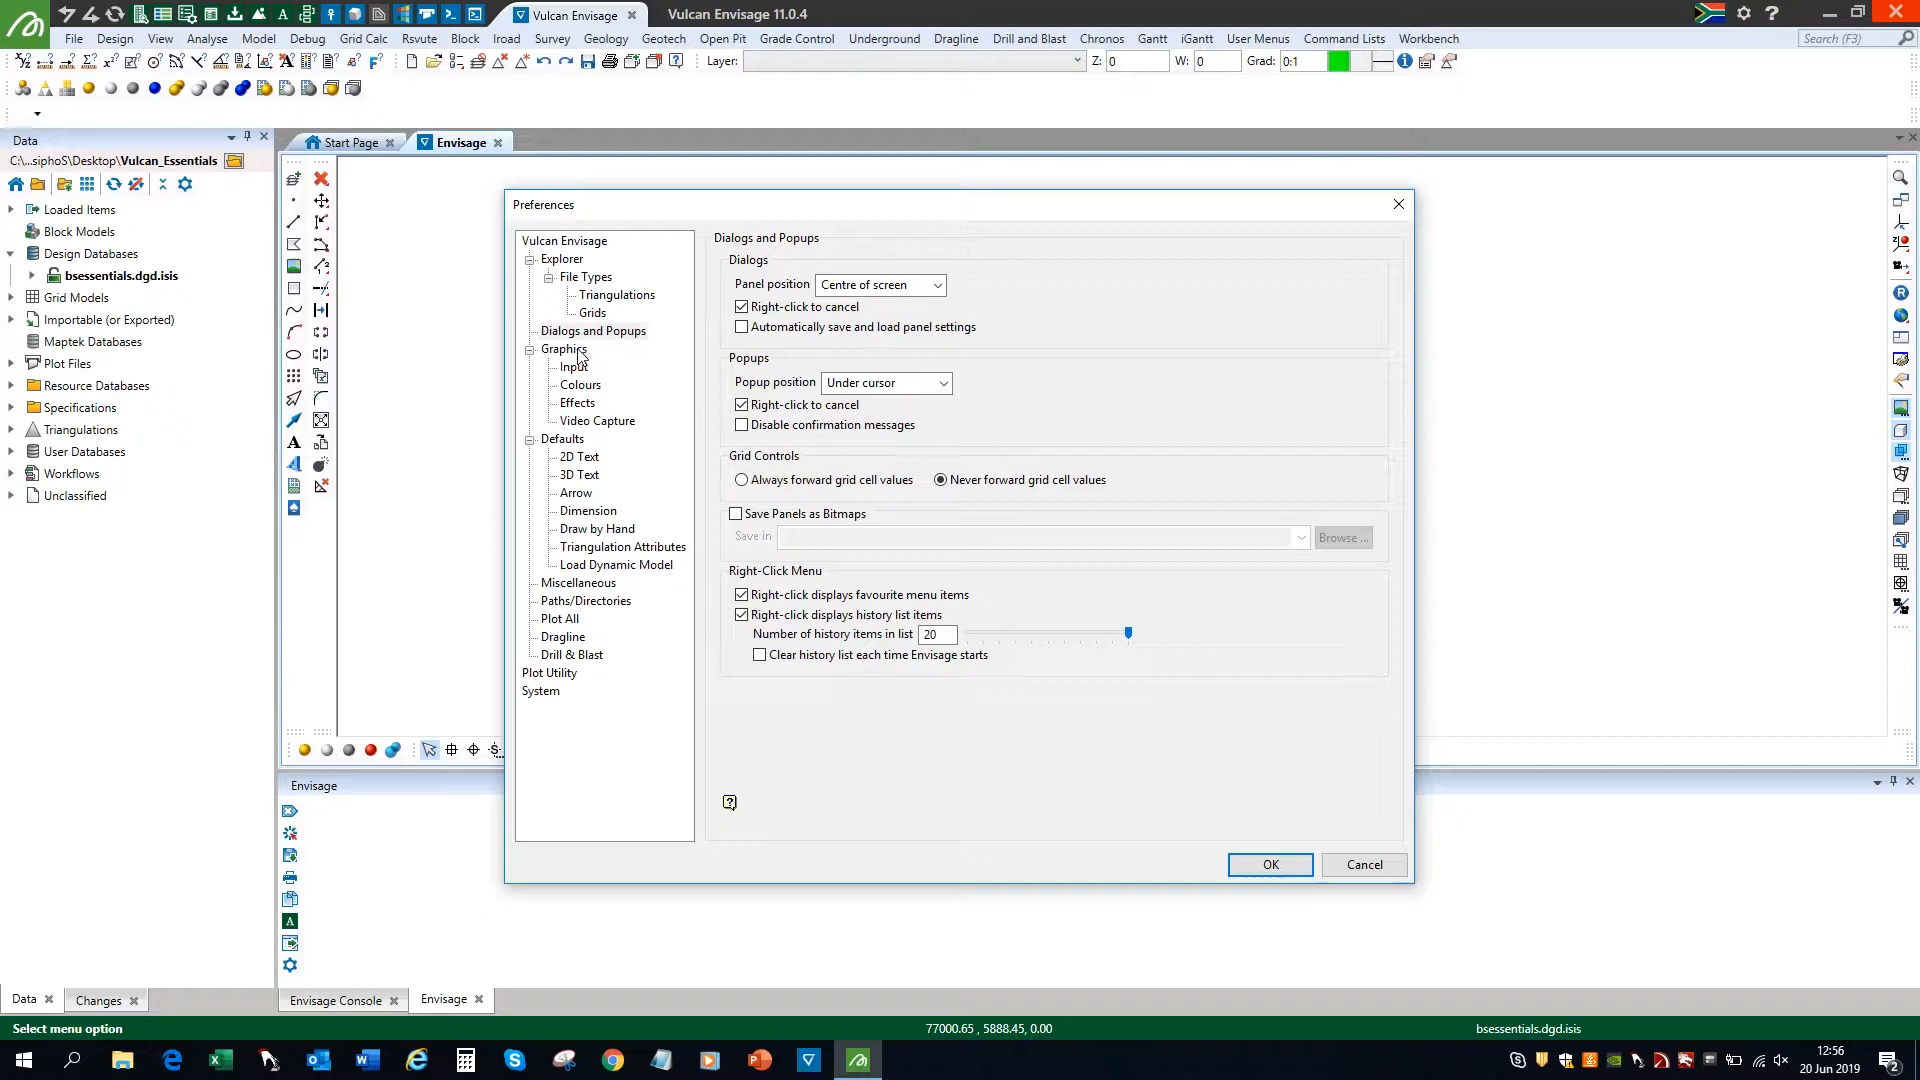 Vulcan Envisage
Vulcan Envisage 11.0.4
File Design View Analyse Model Debug Grid Calc Rsvute Block Iroad Survey Geology Geotech Open Pit Grade Control Underground Dragline Drill and Blast Chronos Gantt iGantt User Menus Command Lists Workbench
Search (F3)
Layer: Z: 0 W: 0 Grad: 0:1
Data
C:\...siphoS\Desktop\Vulcan_Essentials
Start Page
Envisage
Loaded Items
Block Models
Design Databases
bsessentials.dgd.isis
Grid Models
Importable (or Exported)
Maptek Databases
Plot Files
Resource Databases
Specifications
Triangulations
User Databases
Workflows
Unclassified
Preferences
Vulcan Envisage
Explorer
File Types
Triangulations
Grids
Dialogs and Popups
Graphics
Input
Colours
Effects
Video Capture
Defaults
2D Text
3D Text
Arrow
Dimension
Draw by Hand
Triangulation Attributes
Load Dynamic Model
Miscellaneous
Paths/Directories
Plot All
Dragline
Drill & Blast
Plot Utility
System
Dialogs and Popups
Dialogs
Panel position Centre of screen
Right-click to cancel
Automatically save and load panel settings
Popups
Popup position Under cursor
Right-click to cancel
Disable confirmation messages
Grid Controls
Always forward grid cell values Never forward grid cell values
Save Panels as Bitmaps
Save in Browse ...
Right-Click Menu
Right-click displays favourite menu items
Right-click displays history list items
Number of history items in list 20
Clear history list each time Envisage starts
OK Cancel
Envisage
Data Changes
Envisage Console Envisage
Select menu option 77000.65 , 5888.45, 0.00 bsessentials.dgd.isis
12:56
20 Jun 2019
2